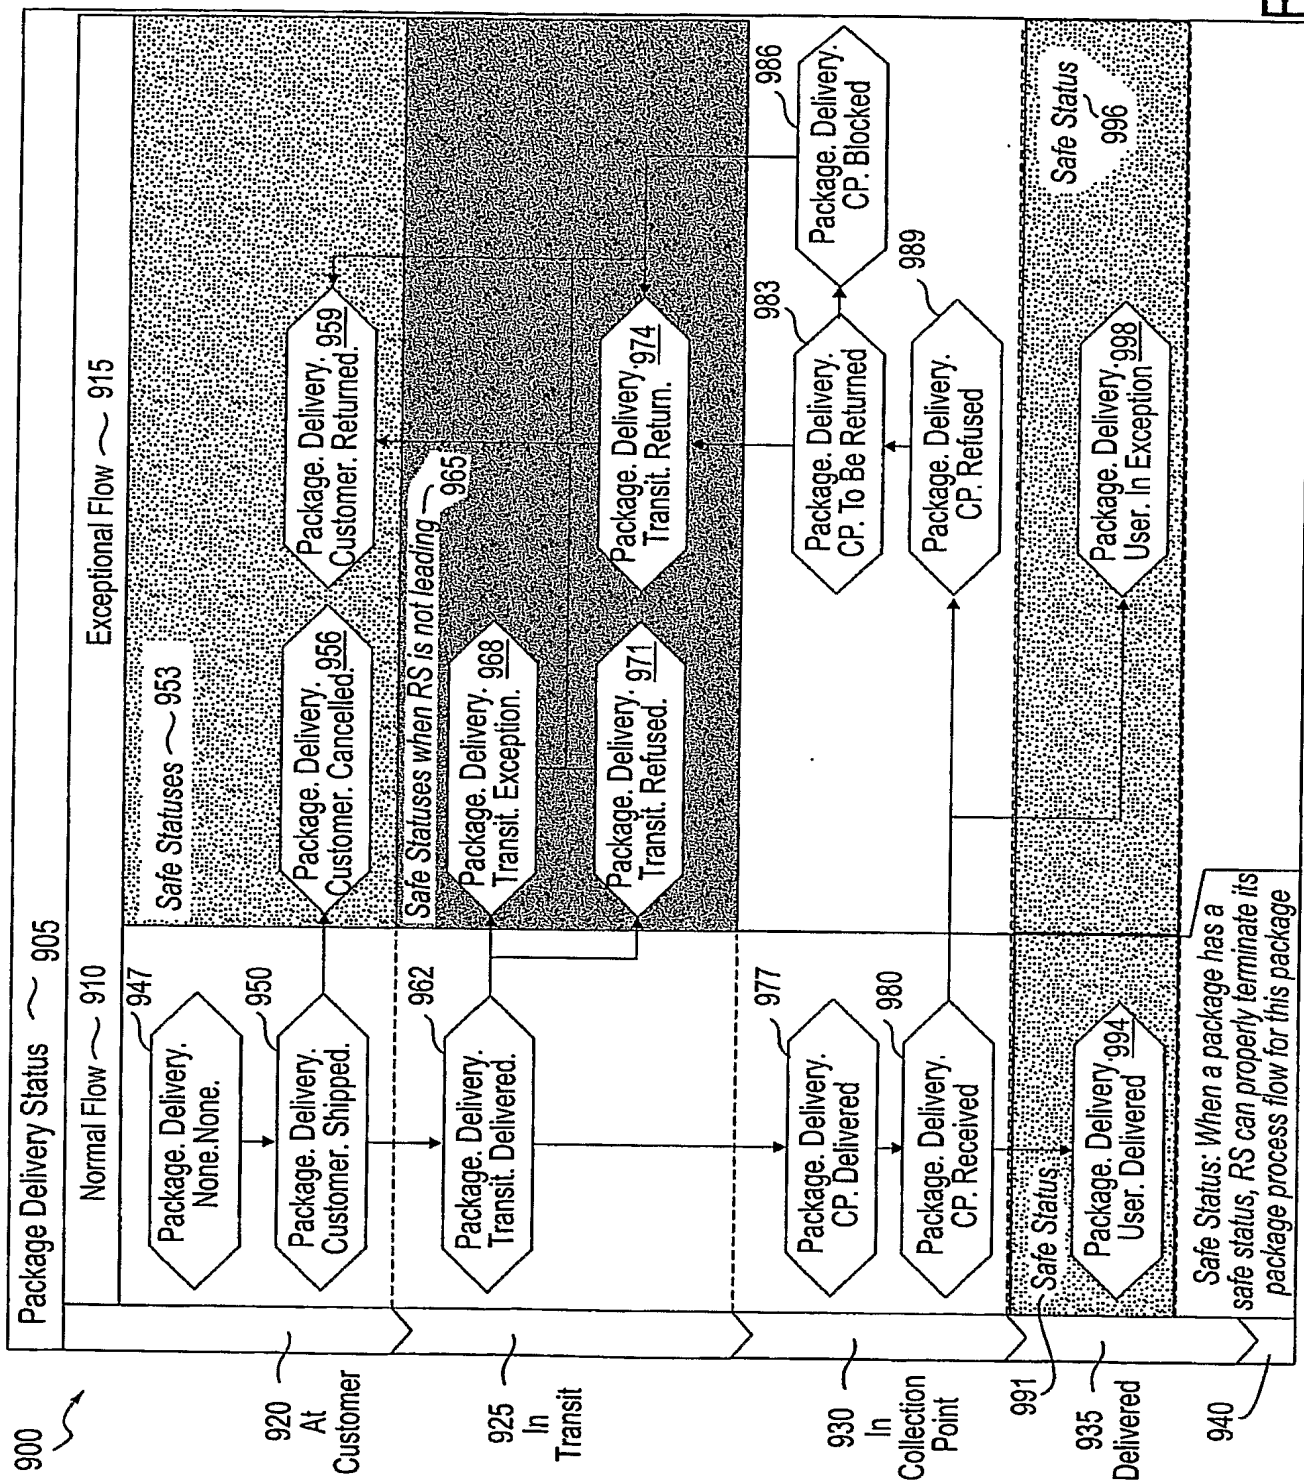 900
Package Delivery Status ~ 905
Normal Flow ~ 910
Exceptional Flow ~ 915
920
At
Customer
947
Package. Delivery.
None.None.
950
Package. Delivery.
Customer. Shipped.
Safe Statuses ~ 953
Package. Delivery.
Customer. Cancelled. 956
Package. Delivery. 959
Customer. Returned.
925
In
Transit
962
Package. Delivery.
Transit. Delivered.
Safe Statuses when RS is not leading ~ 965
Package. Delivery. 968
Transit. Exception.
Package. Delivery. 971
Transit. Refused.
Package. Delivery. 974
Transit. Return.
930
In
Collection
Point
977
Package. Delivery.
CP. Delivered
980
Package. Delivery.
CP. Received
983
Package. Delivery.
CP. To Be Returned
986
Package. Delivery.
CP. Blocked
989
Package. Delivery.
CP. Refused
991
935
Delivered
Safe Status
Package. Delivery. 994
User. Delivered
Package. Delivery. 998
User. In Exception
Safe Status
996
940
Safe Status: When a package has a
safe status, RS can properly terminate its
package process flow for this package